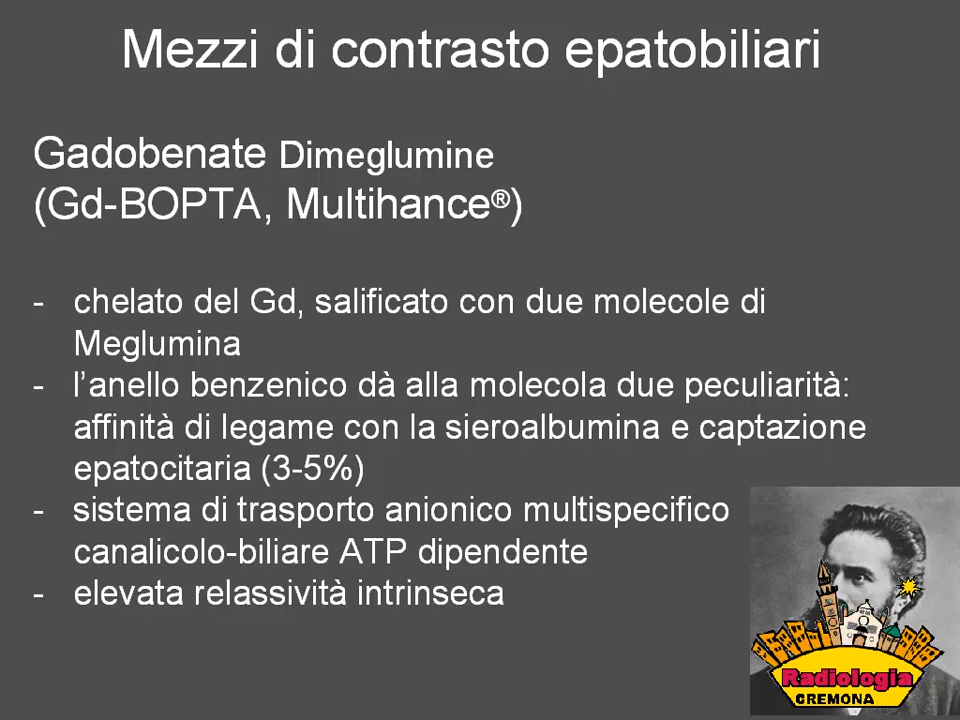 Mezzi di contrasto epatobiliari
Gadobenate Dimeglumine
(Gd-BOPTA, Multihance®)
- chelato del Gd, salificato con due molecole di
Meglumina
- l’anello benzenico dà alla molecola due peculiarità:
affinità di legame con la sieroalbumina e captazione
epatocitaria (3-5%)
- sistema di trasporto anionico multispecifico
canalicolo-biliare ATP dipendente
- elevata relassività intrinseca
Radiologia
CREMONA